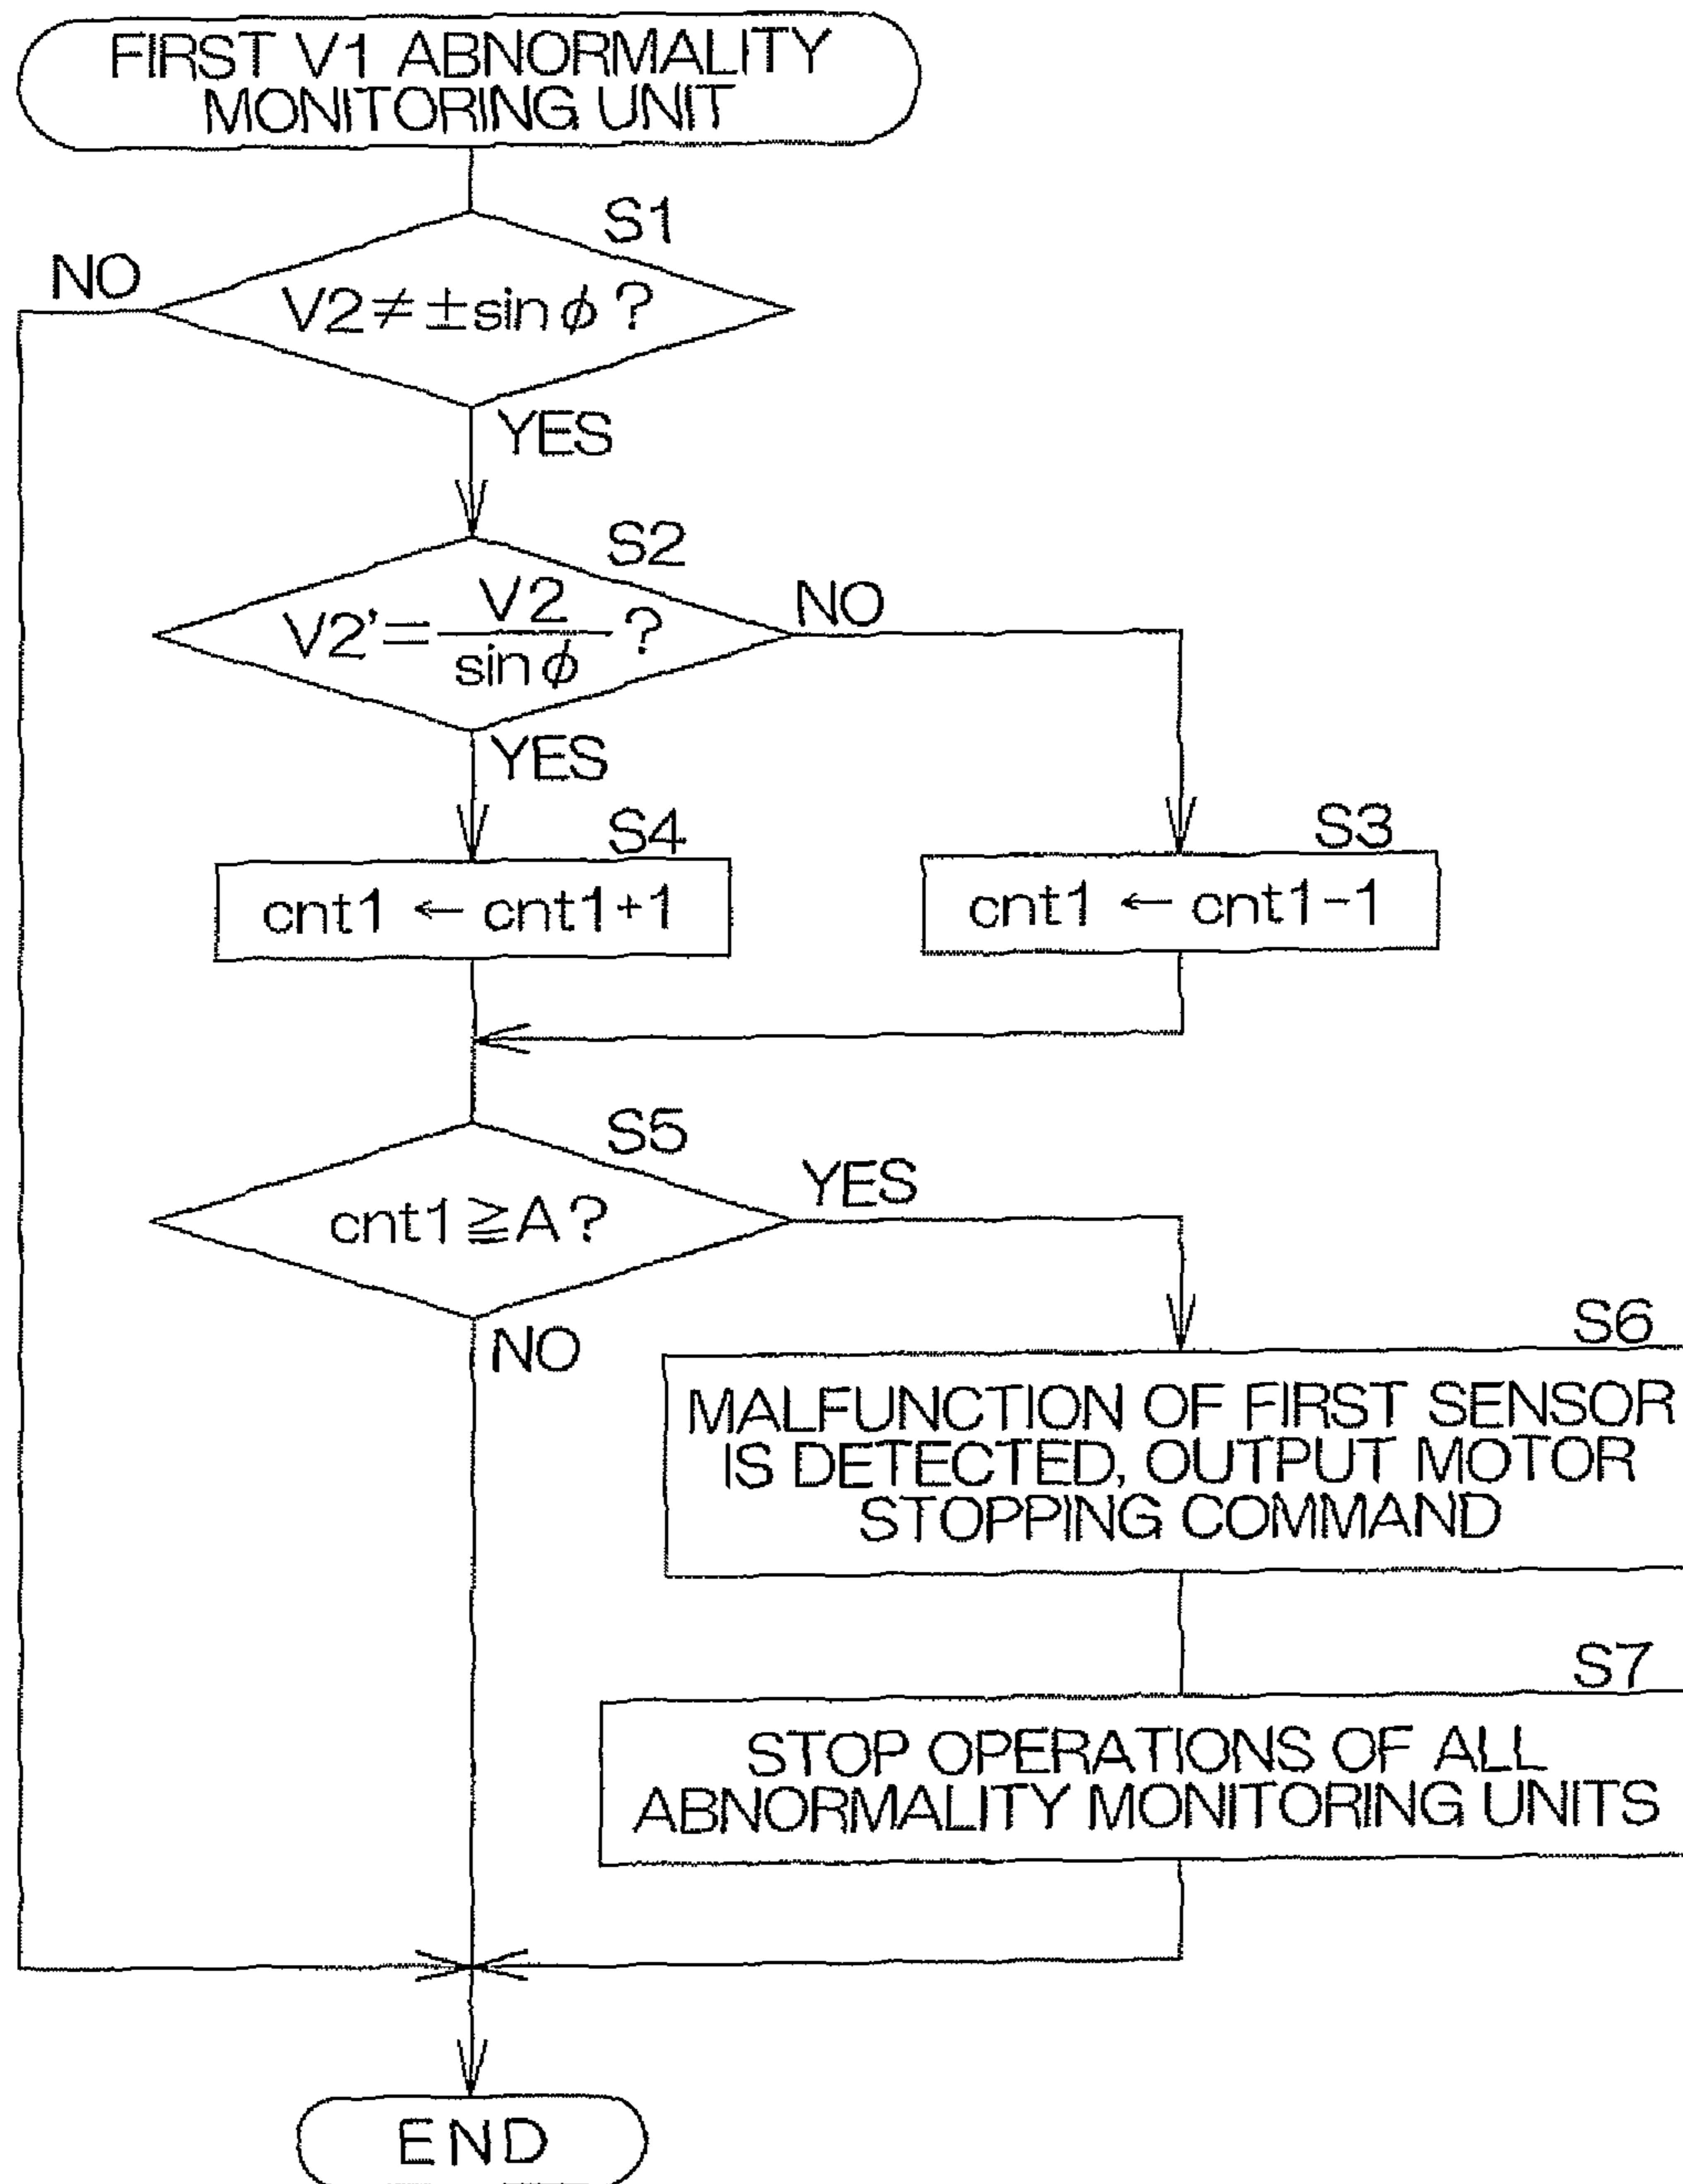 FIRST V1 ABNORMALITY
MONITORING UNIT
S1
NO
V2≠±sinϕ?
YES
S2
V2'=V2/sinϕ?
NO
YES
S4
cnt1 ← cnt1+1
S3
cnt1 ← cnt1-1
S5
cnt1≧A?
YES
NO
S6
MALFUNCTION OF FIRST SENSOR
IS DETECTED, OUTPUT MOTOR
STOPPING COMMAND
S7
STOP OPERATIONS OF ALL
ABNORMALITY MONITORING UNITS
END